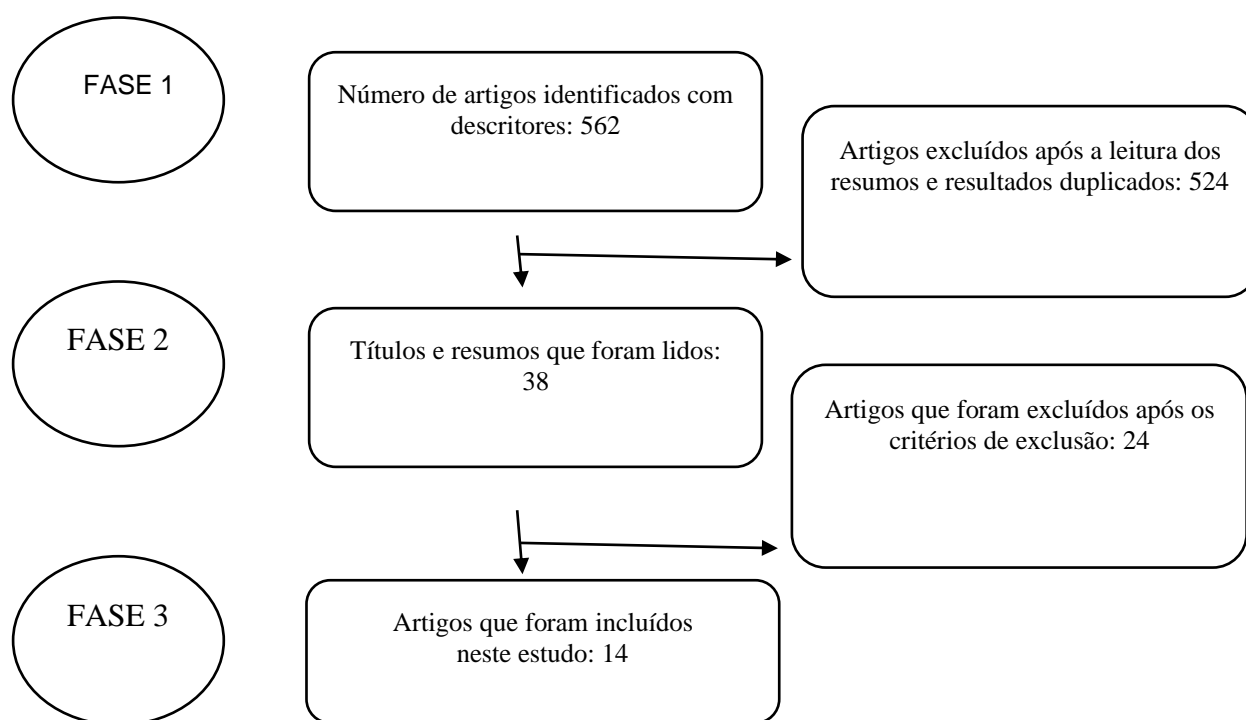 FASE 1
Número de artigos identificados com
descritores: 562
Artigos excluídos após a leitura dos
resumos e resultados duplicados: 524
FASE 2
Títulos e resumos que foram lidos:
38
Artigos que foram excluídos após os
critérios de exclusão: 24
FASE 3
Artigos que foram incluídos
neste estudo: 14